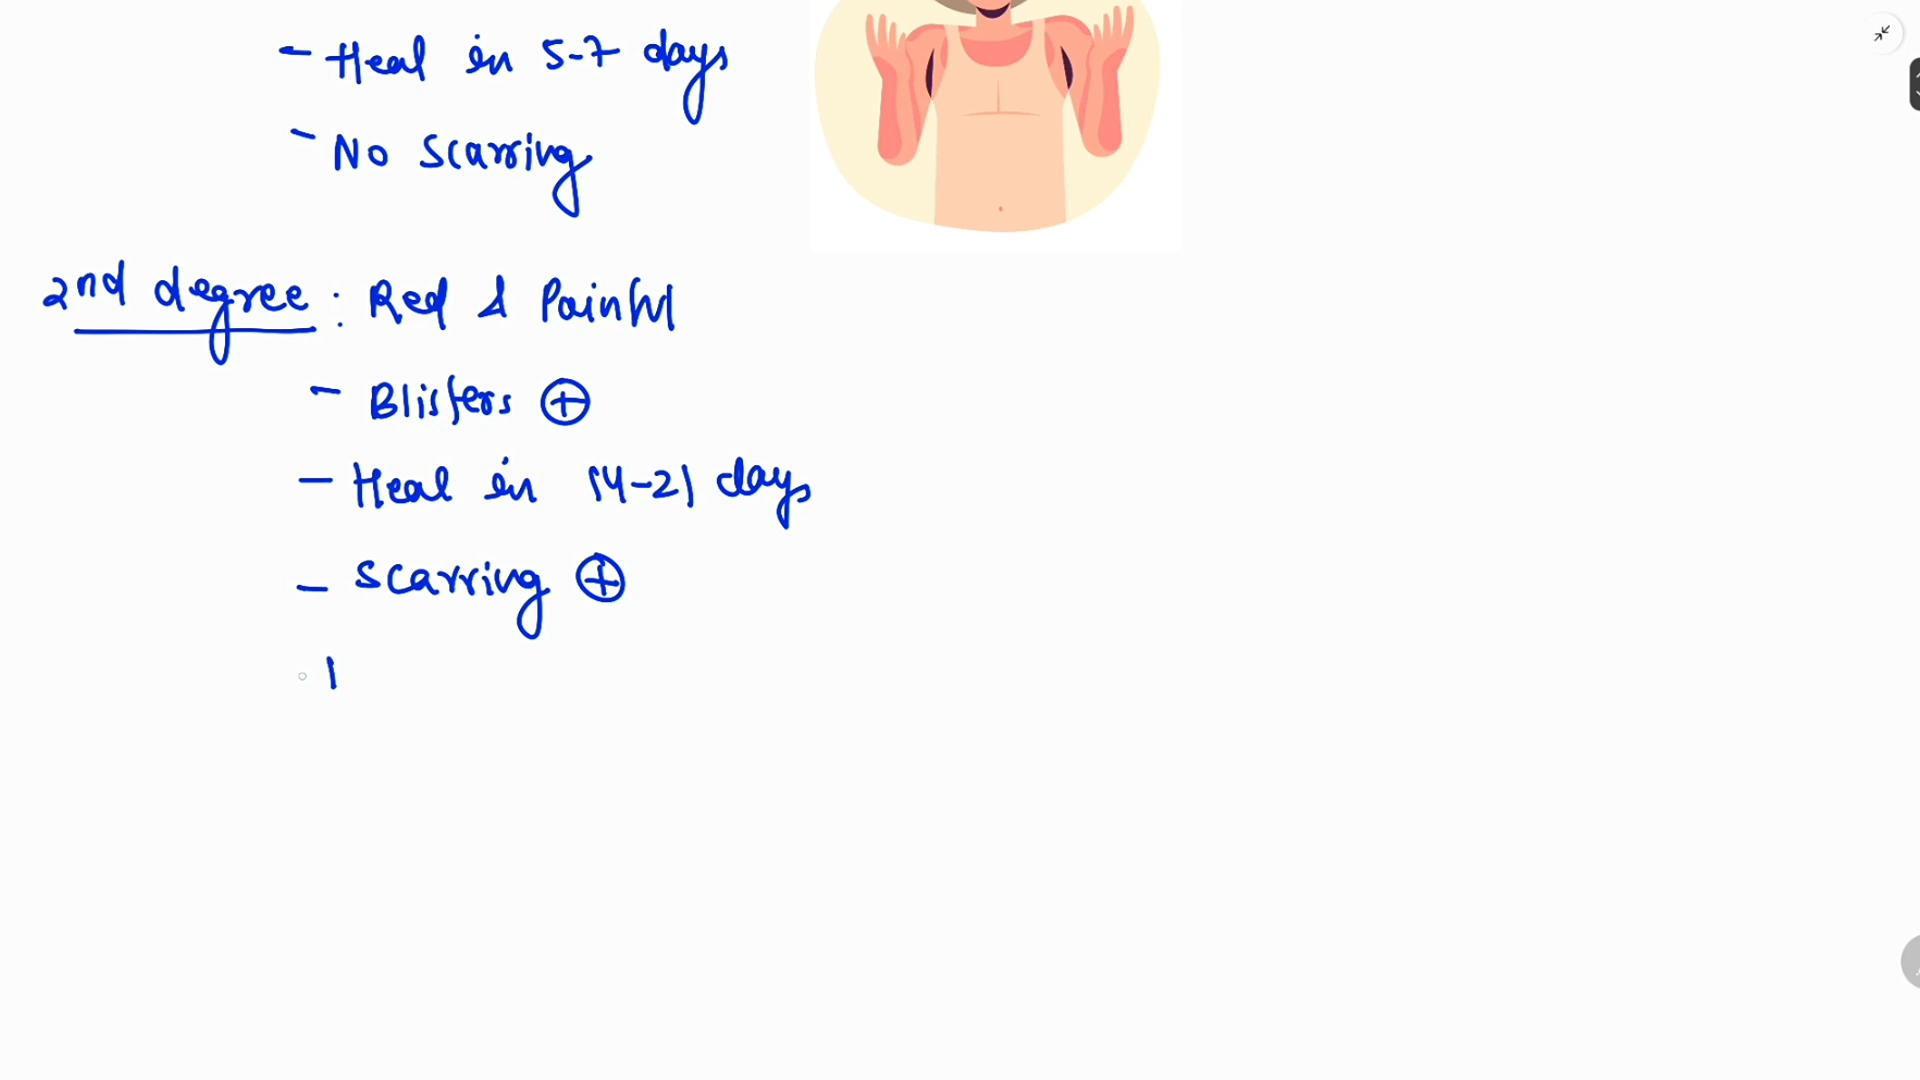 - Heal in 5-7 days
- No Scarring
2nd degree : Red & Painful
- Blisters ⊕
- Heal in 14-21 days
- Scarring ⊕